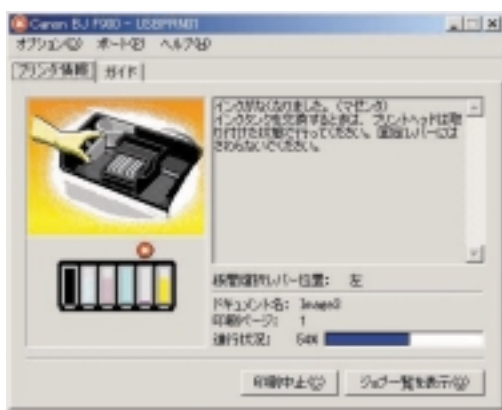 Canon BJ F900 - USBPRN01
オプション(O) ポート(P) ヘルプ(H)
プリンタ情報 ガイド
インクがなくなりました。(マゼンタ)
インクタンクを交換するときは、プリントヘッドは取
り付けた状態で行ってください。固定レバーには
さわらないでください。
紙間選択レバー位置: 左
ドキュメント名: Image3
印刷ページ: 1
進行状況: 54%
印刷中止(C) ジョブ一覧を表示(Q)